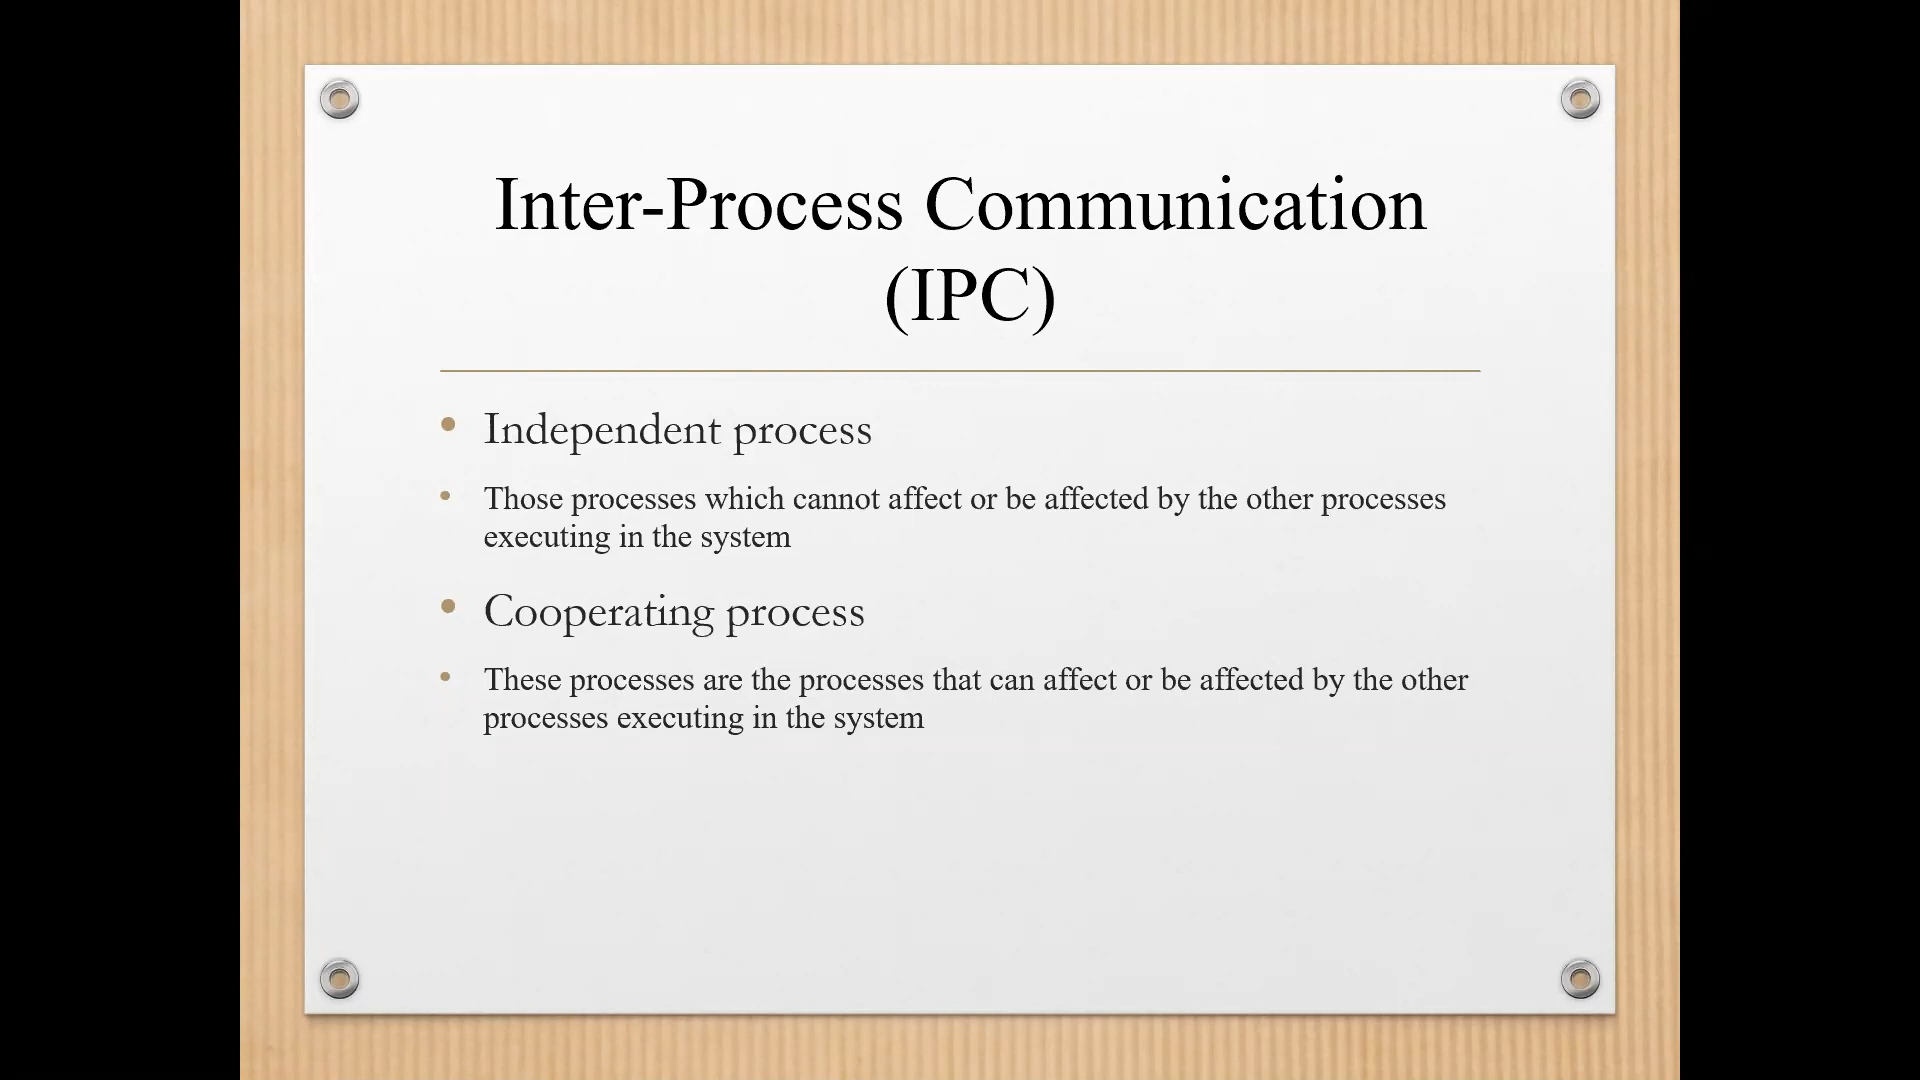 Inter-Process Communication
(IPC)
• Independent process
• Those processes which cannot affect or be affected by the other processes
executing in the system
• Cooperating process
• These processes are the processes that can affect or be affected by the other
processes executing in the system